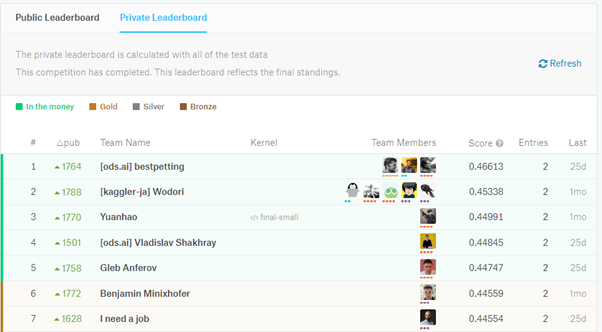 Public Leaderboard Private Leaderboard
The private leaderboard is calculated with all of the test data
This competition has completed. This leaderboard reflects the final standings.
Refresh
In the money Gold Silver Bronze
# △pub Team Name Kernel Team Members Score Entries Last
1 1764 [ods.ai] bestpetting 0.46613 2 25d
2 1788 [kaggler-ja] Wodori 0.45338 2 1mo
3 1770 Yuanhao </> final-small 0.44991 2 1mo
4 1501 [ods.ai] Vladislav Shakhray 0.44845 2 25d
5 1758 Gleb Anferov 0.44747 2 25d
6 1772 Benjamin Minixhofer 0.44559 2 1mo
7 1628 I need a job 0.44554 2 25d